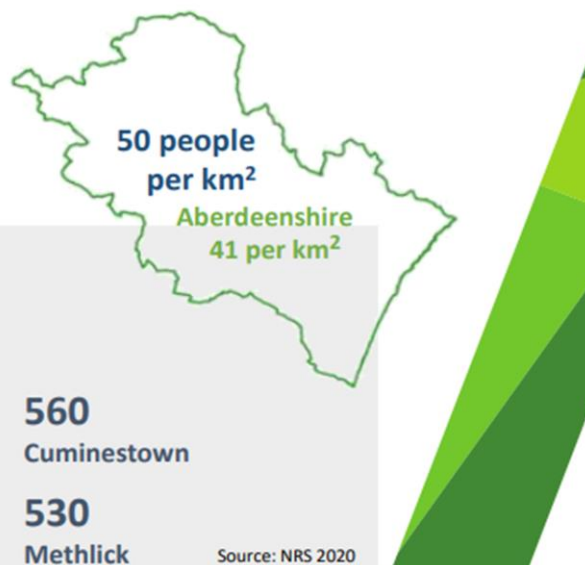 50 people
per km²
Aberdeenshire
41 per km²
560
Cuminestown
530
Methlick
Source: NRS 2020